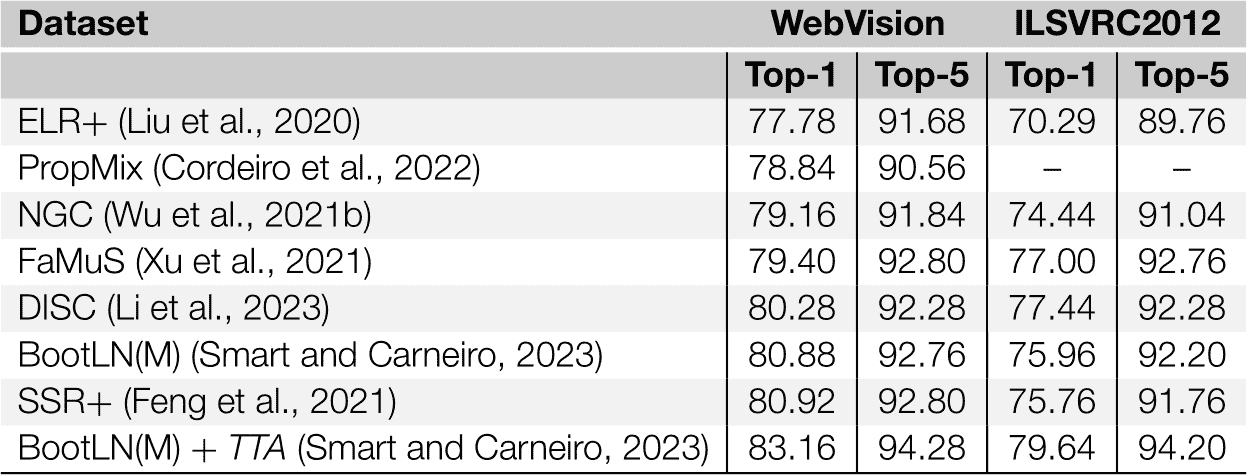 Dataset WebVision ILSVRC2012
Top-1 Top-5 Top-1 Top-5
ELR+ (Liu et al., 2020) 77.78 91.68 70.29 89.76
PropMix (Cordeiro et al., 2022) 78.84 90.56 – –
NGC (Wu et al., 2021b) 79.16 91.84 74.44 91.04
FaMuS (Xu et al., 2021) 79.40 92.80 77.00 92.76
DISC (Li et al., 2023) 80.28 92.28 77.44 92.28
BootLN(M) (Smart and Carneiro, 2023) 80.88 92.76 75.96 92.20
SSR+ (Feng et al., 2021) 80.92 92.80 75.76 91.76
BootLN(M) + TTA (Smart and Carneiro, 2023) 83.16 94.28 79.64 94.20